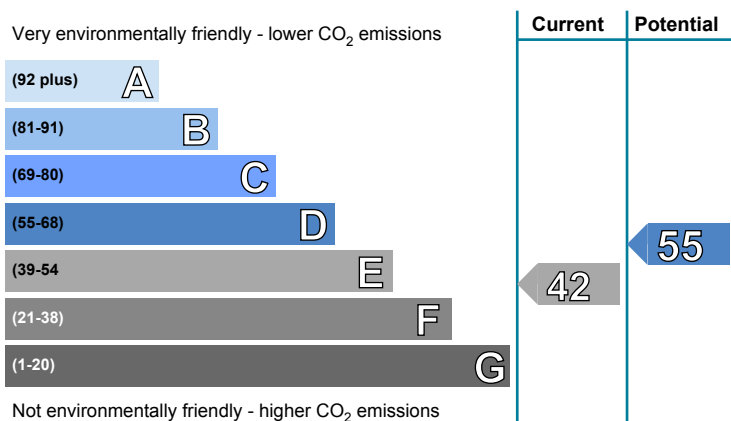 Very environmentally friendly - lower CO2 emissions
Current
Potential
(92 plus) A
(81-91) B
(69-80) C
(55-68) D
(39-54 E
(21-38) F
(1-20) G
42
55
Not environmentally friendly - higher CO2 emissions